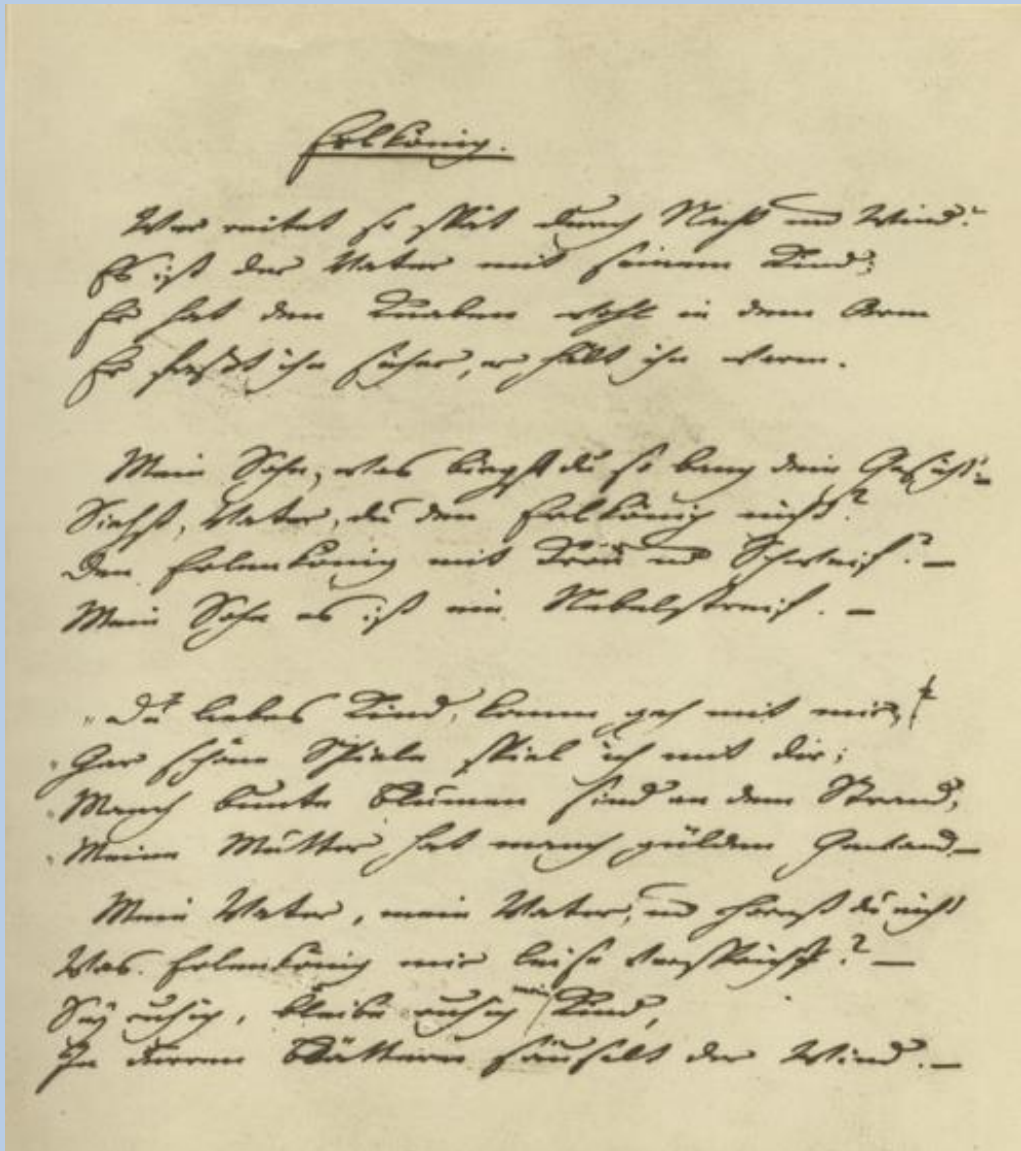 Erlkönig.
Wer reitet so spät durch Nacht und Wind?
Es ist der Vater mit seinem Kind;
Er hat den Knaben wohl in dem Arm
Er fasst ihn sicher, er hält ihn warm.
Mein Sohn, was birgst du so bang dein Gesicht? –
Siehst, Vater, du den Erlkönig nicht?
Den Erlenkönig mit Kron und Schweif? –
Mein Sohn es ist ein Nebelstreif. –
„Du liebes Kind, komm geh mit mir,
„Gar schöne Spiele spiel ich mit dir;
„Manch bunte Blumen sind an dem Strand,
„Meine Mutter hat manch gülden Gewand –
Mein Vater, mein Vater, und hörest du nicht
Was Erlenkönig mir leise verspricht? –
Sey ruhig, bleibe ruhig mein Kind,
In dürren Blättern säuselt der Wind. –